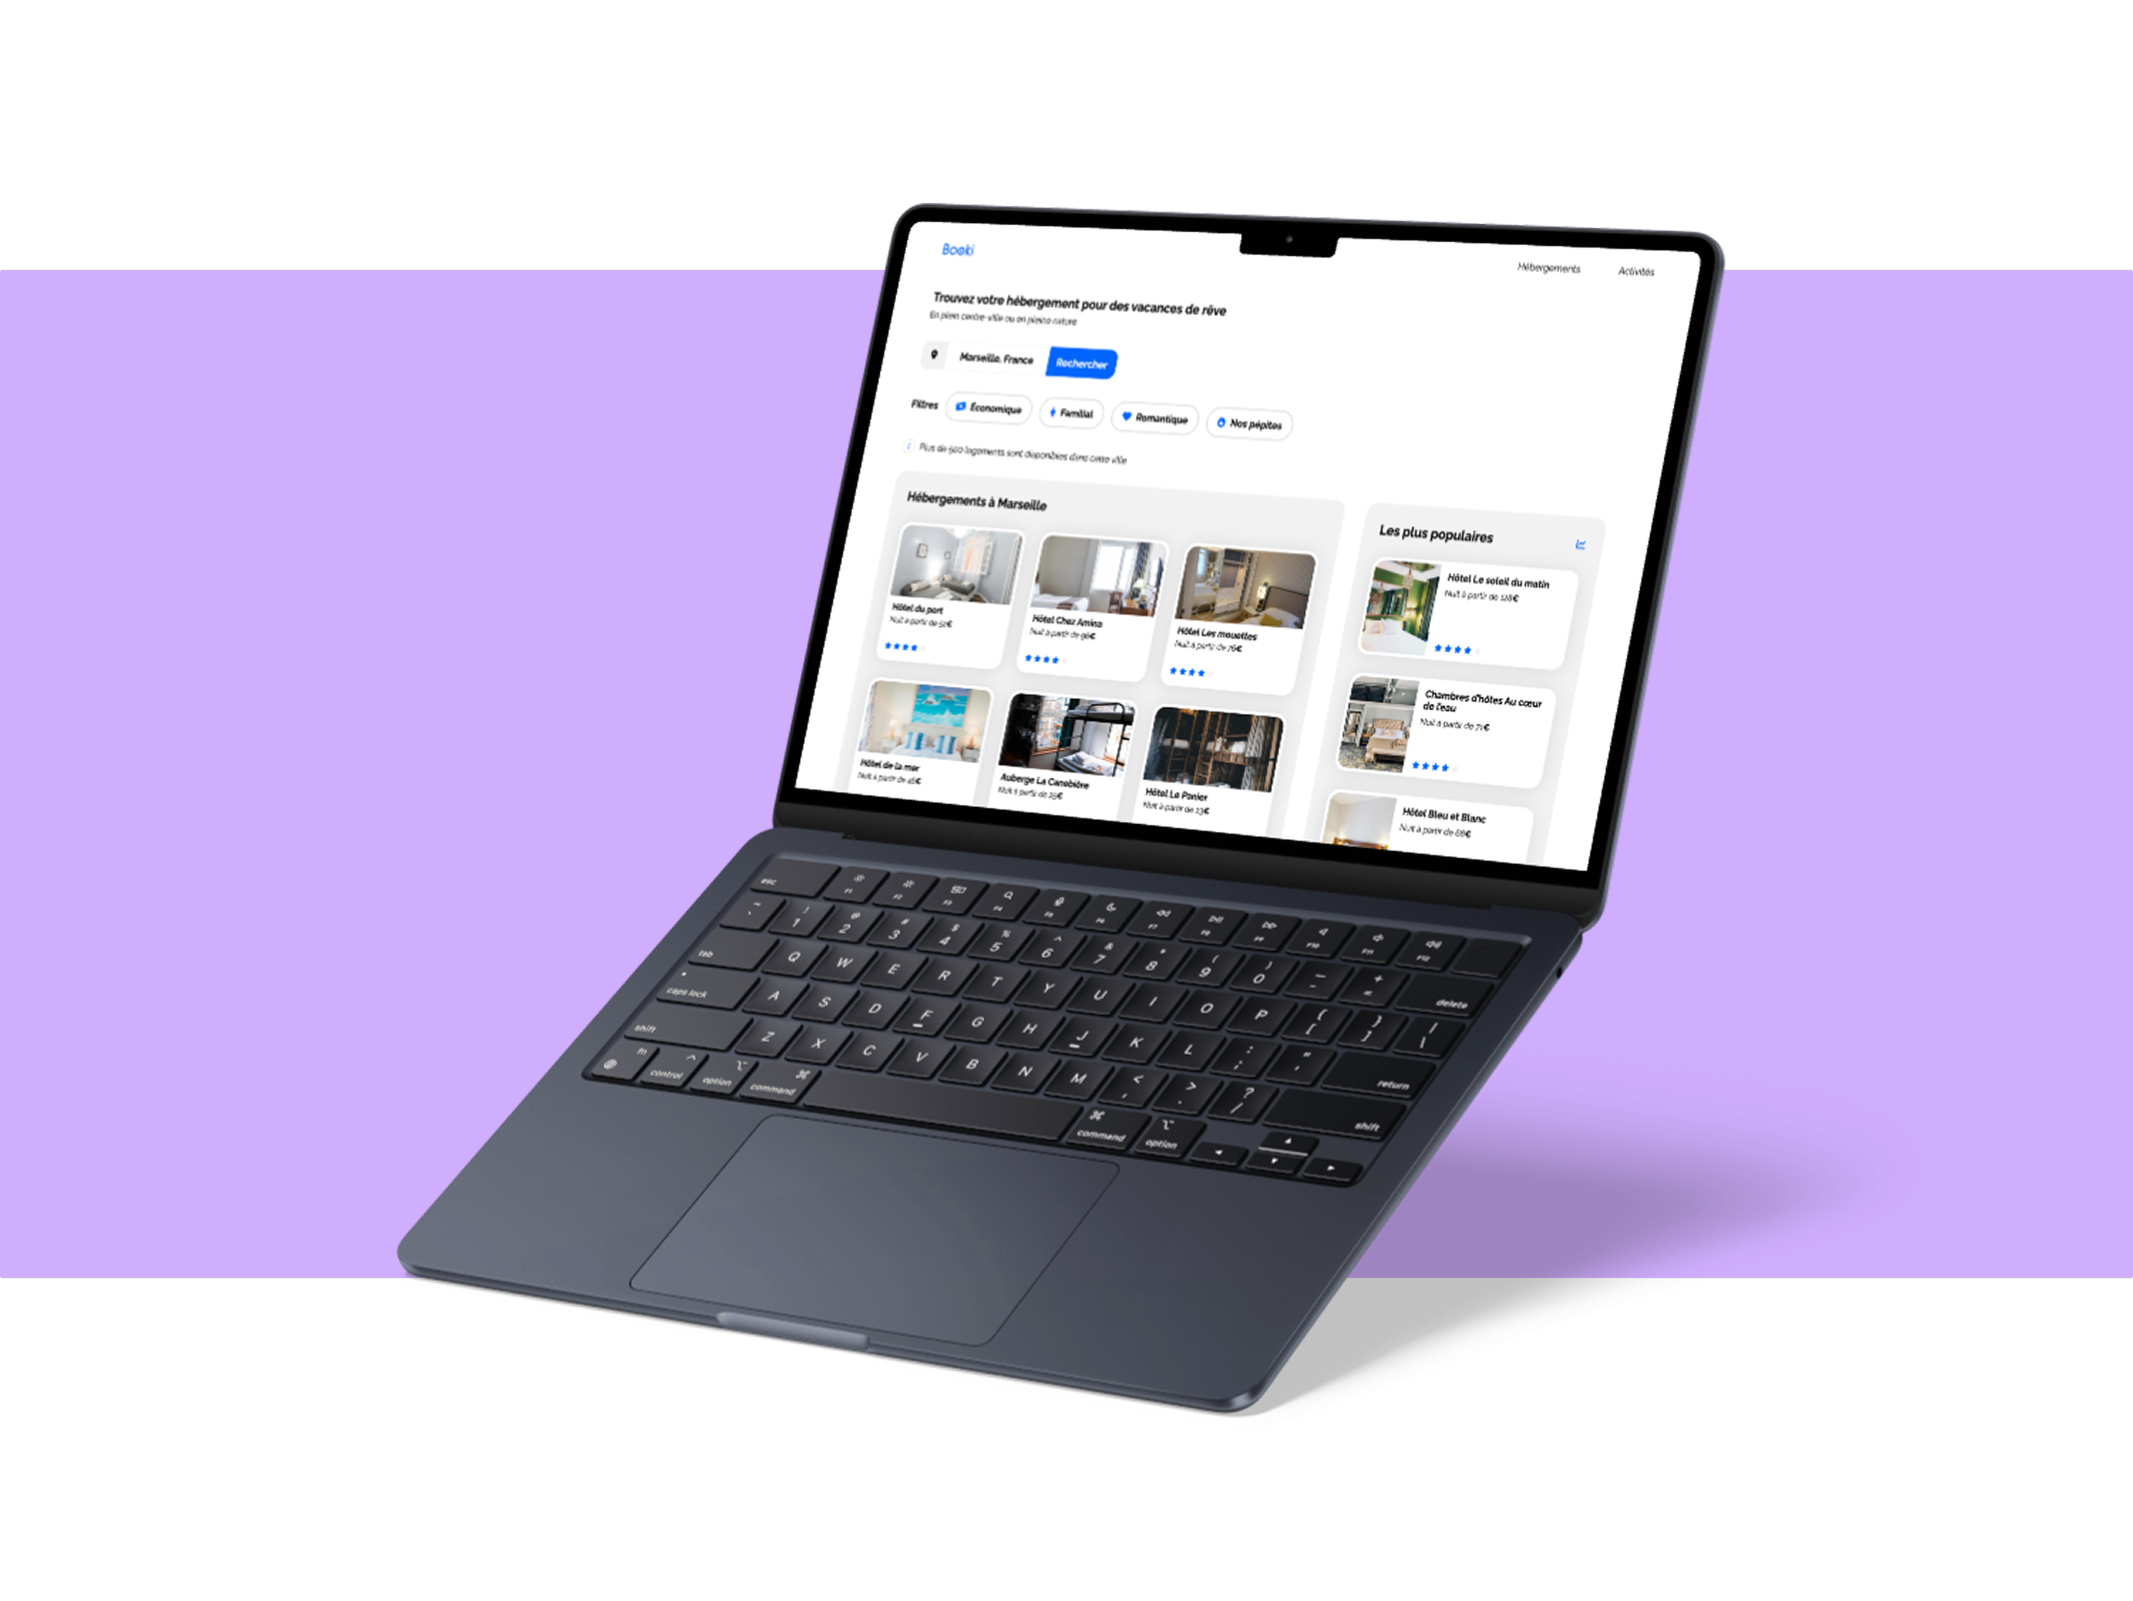 Booki
Hébergements
Activités
Trouvez votre hébergement pour des vacances de rêve
En plein centre-ville ou en pleine nature
Marseille, France
Rechercher
Filtres
Économique
Familial
Romantique
Nos pépites
Plus de 500 logements sont disponibles dans cette ville
Hébergements à Marseille
Hôtel du port
Nuit à partir de 52€
Hôtel Chez Amina
Nuit à partir de 96€
Hôtel Les mouettes
Nuit à partir de 76€
Hôtel de la mer
Nuit à partir de 46€
Auberge La Canebière
Nuit à partir de 25€
Hôtel Le Panier
Nuit à partir de 23€
Les plus populaires
Hôtel Le soleil du matin
Nuit à partir de 128€
Chambres d'hôtes Au cœur
de l'eau
Nuit à partir de 71€
Hôtel Bleu et Blanc
Nuit à partir de 68€
esc F1 F2 F3 F4 F5 F6 F7 F8 F9 F10 F11 F12
~ ! @ # $ % ^ & * ( ) _ +
` 1 2 3 4 5 6 7 8 9 0 - = delete
tab Q W E R T Y U I O P { [ } ] | \
caps lock A S D F G H J K L : ; " ' return
shift Z X C V B N M < , > . ? / shift
fn control option command command option